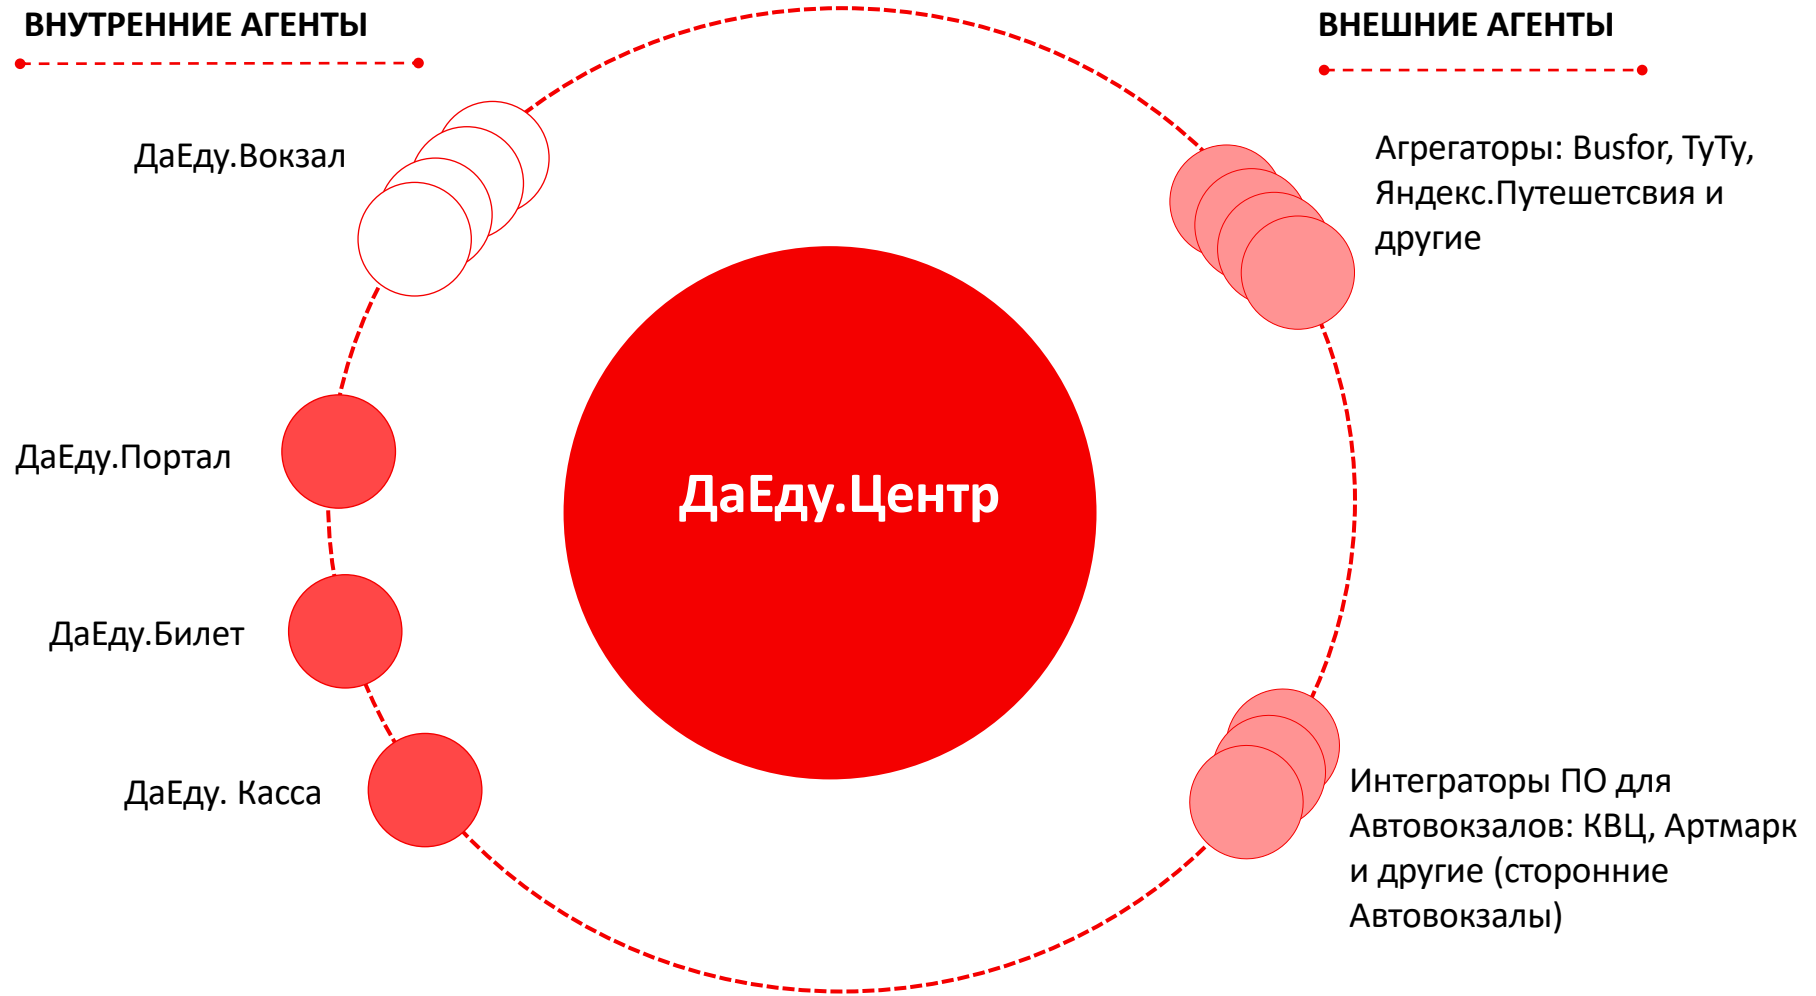 ВНУТРЕННИЕ АГЕНТЫ
ДаЕду.Вокзал
ДаЕду.Портал
ДаЕду.Билет
ДаЕду. Касса
ДаЕду.Центр
ВНЕШНИЕ АГЕНТЫ
Агрегаторы: Busfor, ТуТу,
Яндекс.Путешетсвия и
другие
Интеграторы ПО для
Автовокзалов: КВЦ, Артмарк
и другие (сторонние
Автовокзалы)